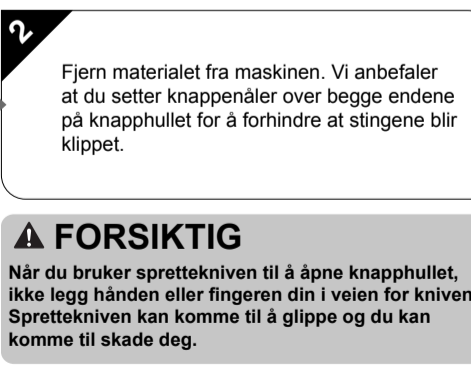 2
Fjern materialet fra maskinen. Vi anbefaler
at du setter knappenåler over begge endene
på knapphullet for å forhindre at stingene blir
klippet.
FORSIKTIG
Når du bruker sprettekniven til å åpne knapphullet,
ikke legg hånden eller fingeren din i veien for kniven
Sprettekniven kan komme til å glippe og du kan
komme til skade deg.